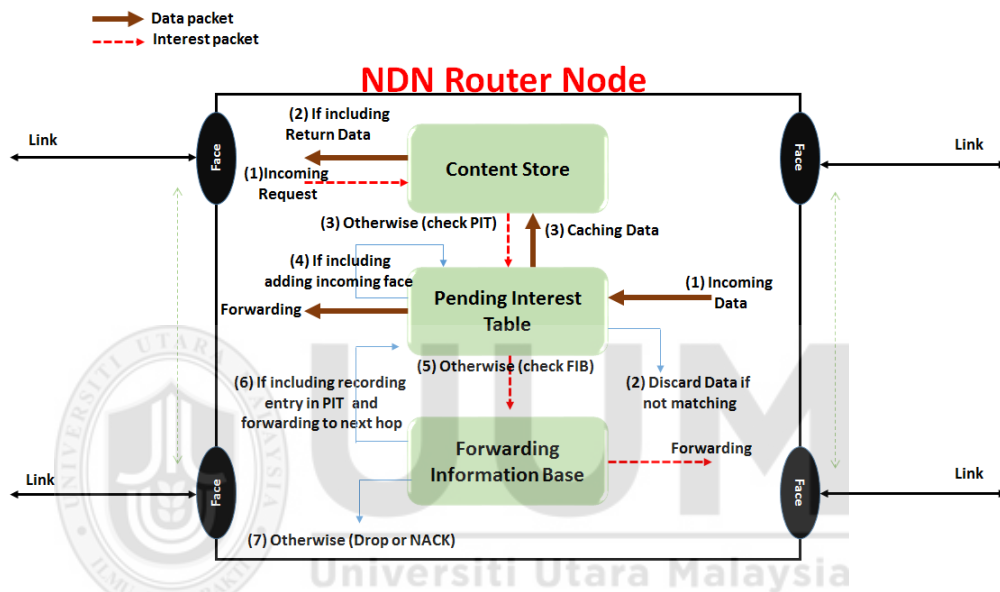 Data packet
Interest packet
NDN Router Node
(2) If including
Return Data
Link
Face
(1)Incoming
Request
Content Store
Face
Link
(3) Otherwise (check PIT)
(3) Caching Data
(4) If including
adding incoming face
Pending Interest
Table
(1) Incoming
Data
Forwarding
(5) Otherwise (check FIB)
(6) If including recording
entry in PIT and
forwarding to next hop
(2) Discard Data if
not matching
Forwarding
Information Base
Forwarding
Link
Face
Face
Link
(7) Otherwise (Drop or NACK)
UUM
Universiti Utara Malaysia
UNIVERSITI UTARA MALAYSIA